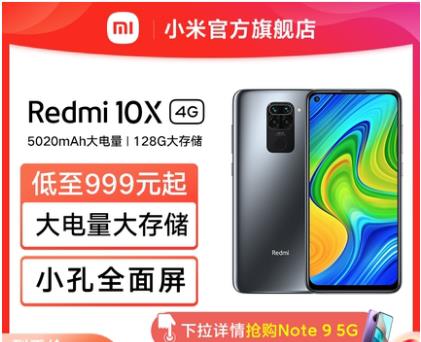 mi 小米官方旗舰店
Redmi 10X 4G
5020mAh大电量 | 128G大存储
低至999元起
大电量大存储
小孔全面屏
Redmi
下拉详情抢购Note 9 5G